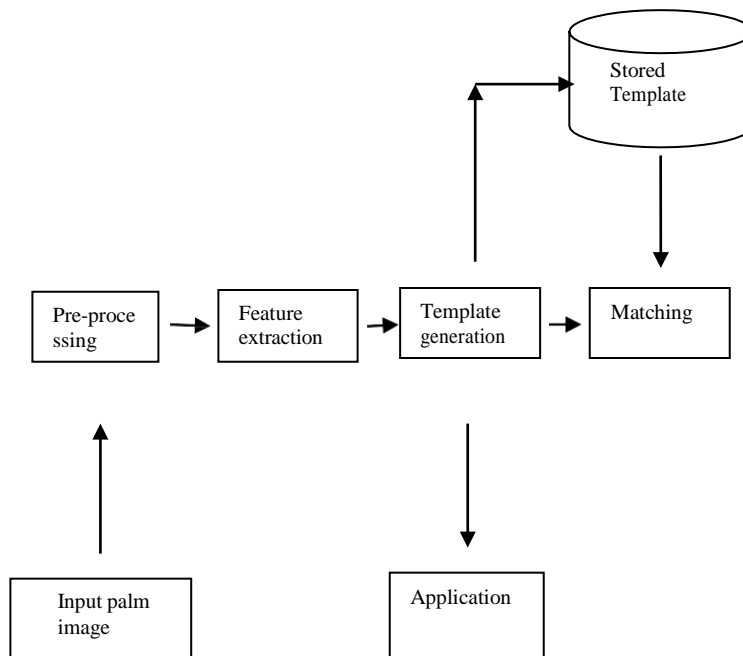 Stored
Template
Pre-proce
ssing
Feature
extraction
Template
generation
Matching
Input palm
image
Application